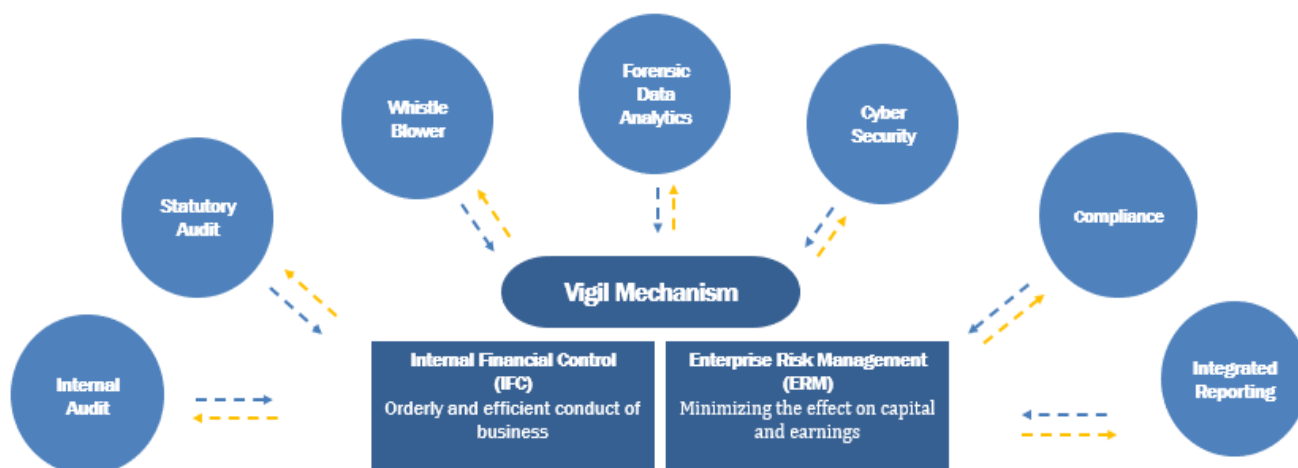 Forensic
Data
Analytics
Whistle
Blower
Cyber
Security
Statutory
Audit
Compliance
Vigil Mechanism
Internal
Audit
Internal Financial Control
(IFC)
Orderly and efficient conduct of
business
Enterprise Risk Management
(ERM)
Minimizing the effect on capital
and earnings
Integrated
Reporting